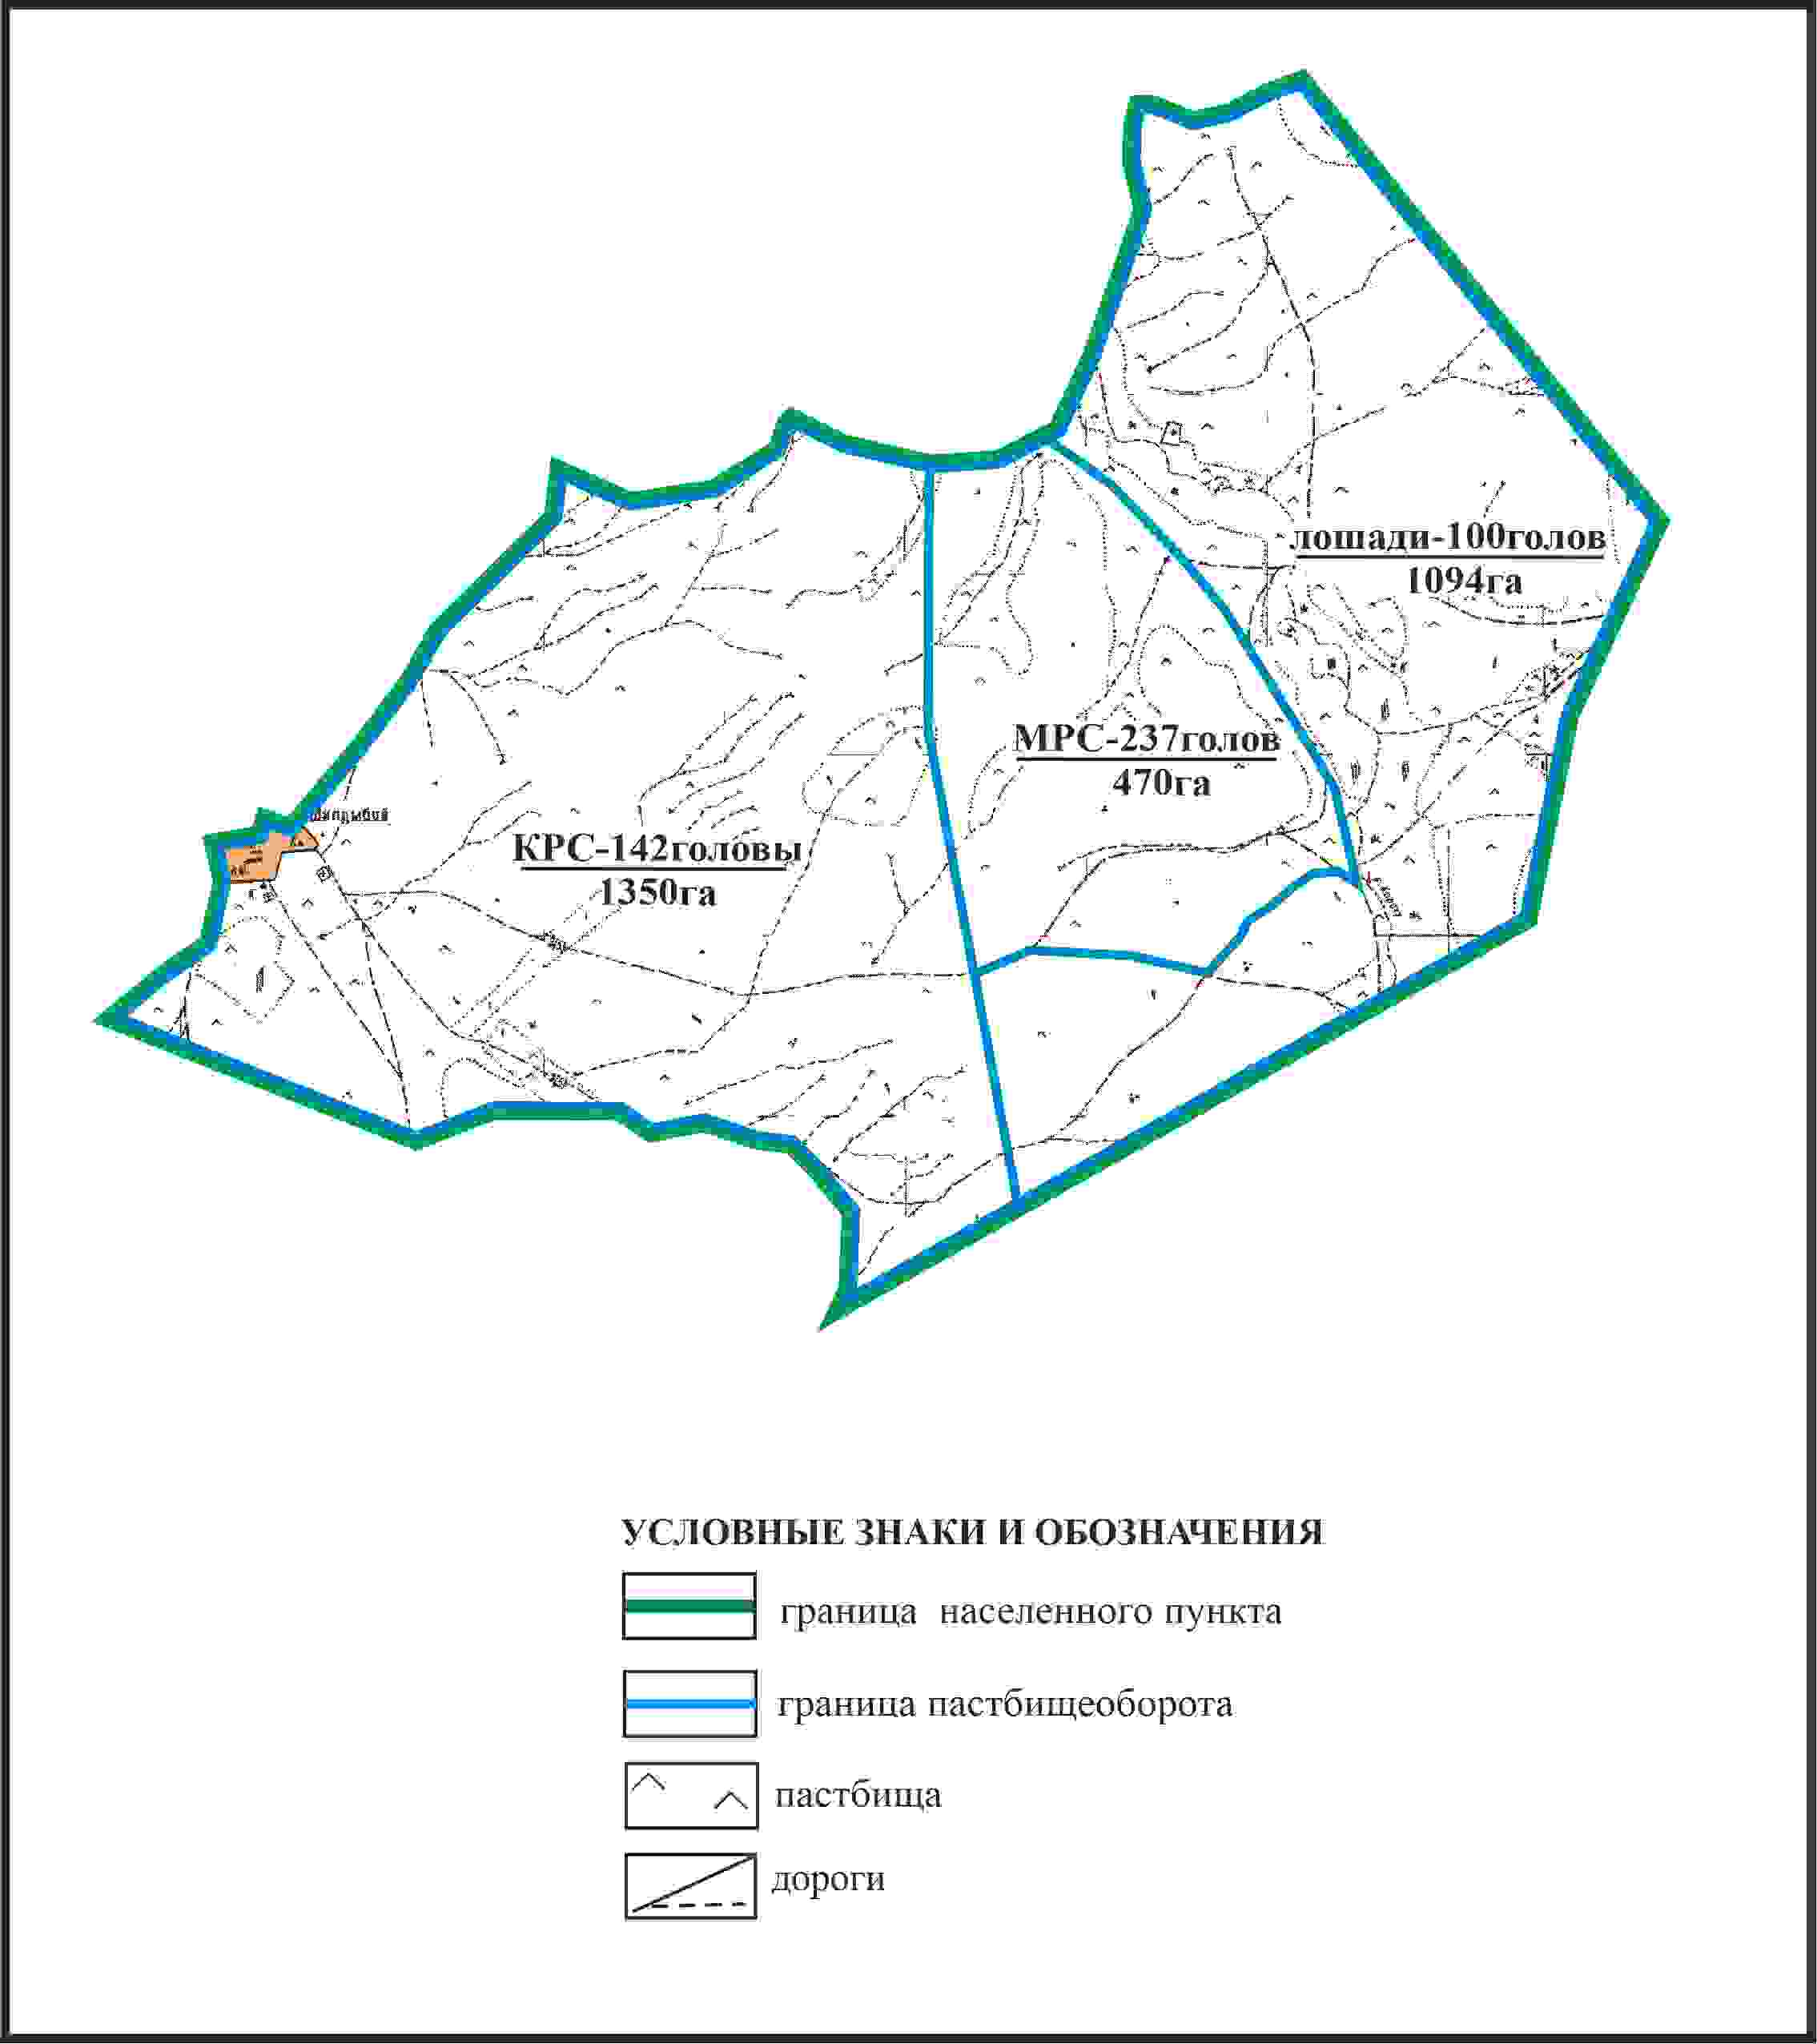 лошади-100голов
1094га
МРС-237голов
470га
КРС-142головы
1350га
УСЛОВНЫЕ ЗНАКИ И ОБОЗНАЧЕНИЯ
граница населенного пункта
граница пастбищеоборота
пастбища
дороги